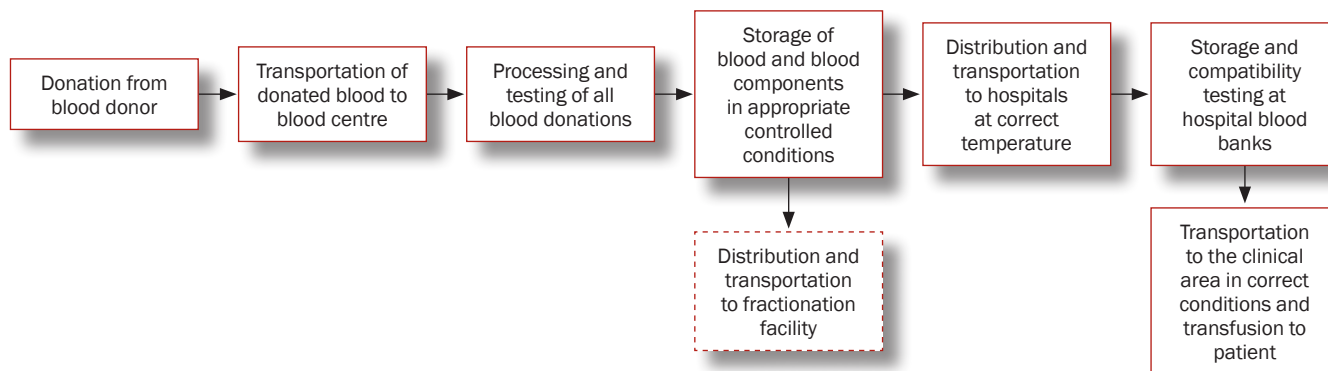 Donation from
blood donor
Transportation of
donated blood to
blood centre
Processing and
testing of all
blood donations
Storage of
blood and blood
components
in appropriate
controlled
conditions
Distribution and
transportation
to hospitals
at correct
temperature
Storage and
compatibility
testing at
hospital blood
banks
Distribution and
transportation
to fractionation
facility
Transportation
to the clinical
area in correct
conditions and
transfusion to
patient